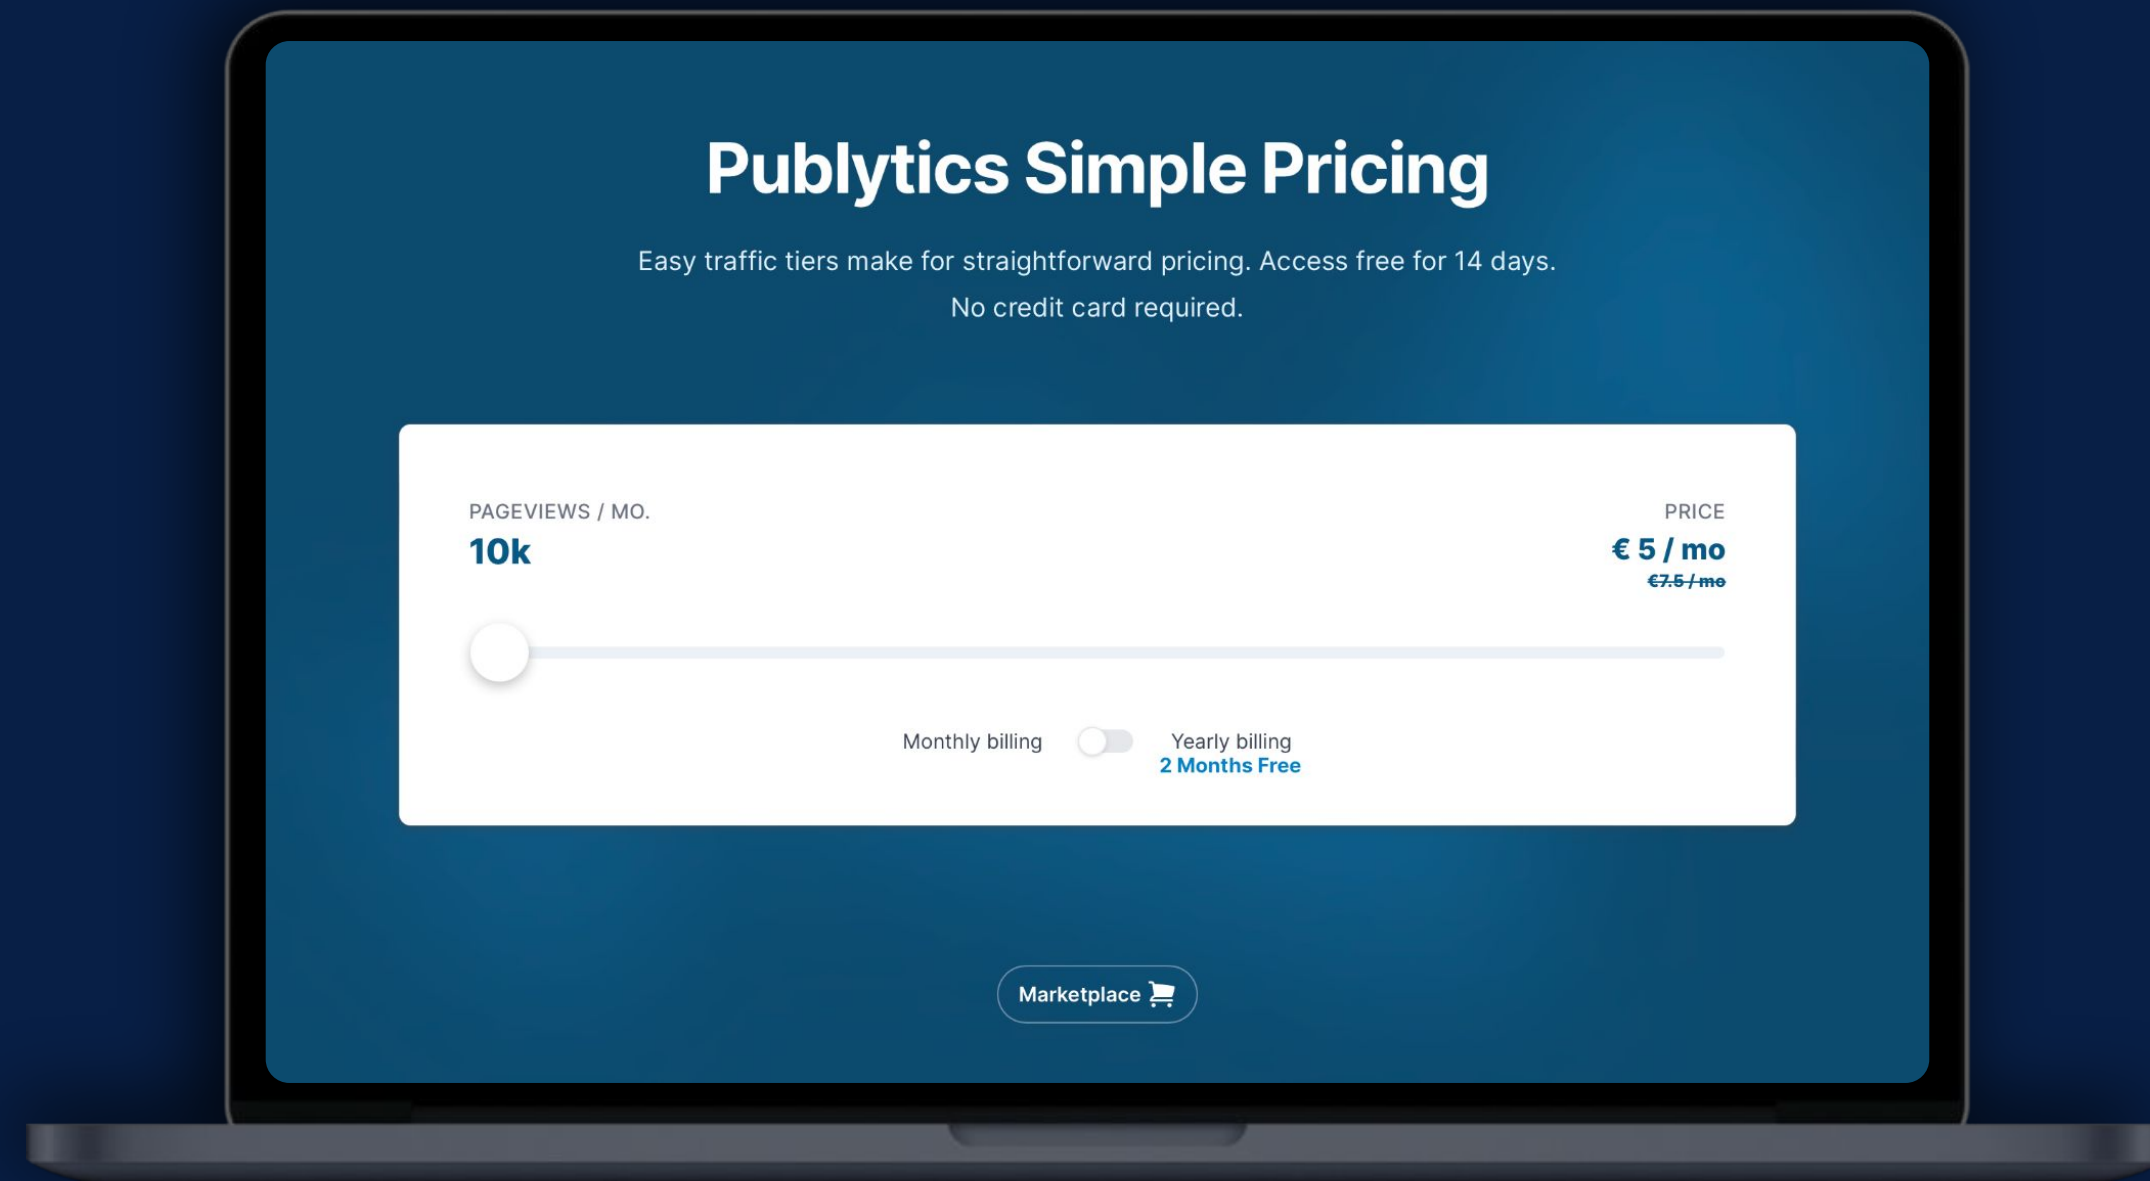 Publytics Simple Pricing
Easy traffic tiers make for straightforward pricing. Access free for 14 days.
No credit card required.
PAGEVIEWS / MO.
10k
PRICE
€ 5 / mo
€7.5 / mo
Monthly billing
Yearly billing
2 Months Free
Marketplace